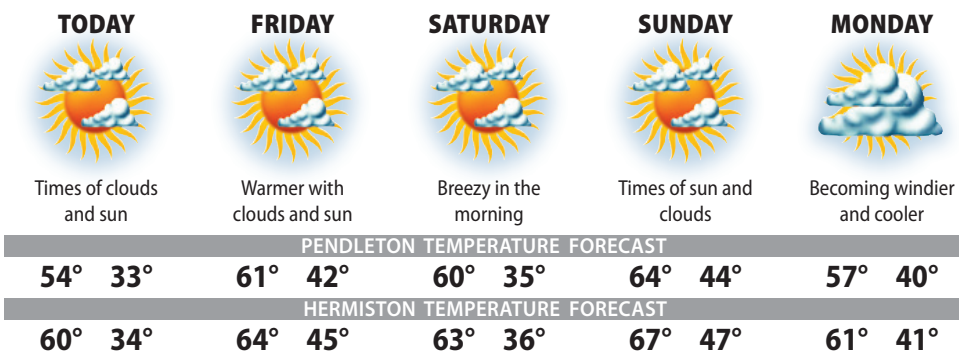 TODAY FRIDAY SATURDAY SUNDAY MONDAY
Times of clouds Warmer with Breezy in the Times of sun and Becoming windier
and sun clouds and sun morning clouds and cooler
PENDLETON TEMPERATURE FORECAST
54° 33° 61° 42° 60° 35° 64° 44° 57° 40°
HERMISTON TEMPERATURE FORECAST
60° 34° 64° 45° 63° 36° 67° 47° 61° 41°